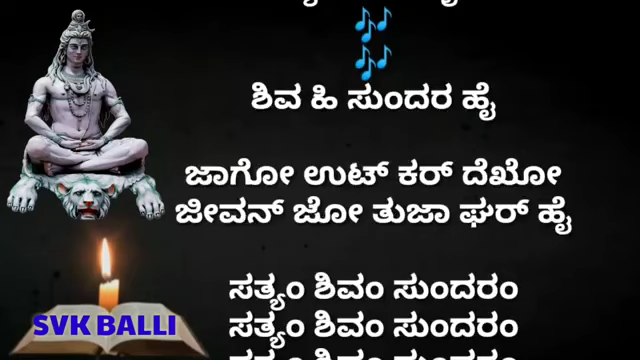 ಶಿವ ಹಿ ಸುಂದರ ಹೈ
ಜಾಗೋ ಉಟ್ ಕರ್ ದೆಖೋ
ಜೀವನ್ ಜೋ ತುಜಾ ಘರ್ ಹೈ
ಸತ್ಯಂ ಶಿವಂ ಸುಂದರಂ
ಸತ್ಯಂ ಶಿವಂ ಸುಂದರಂ
SVK BALLI